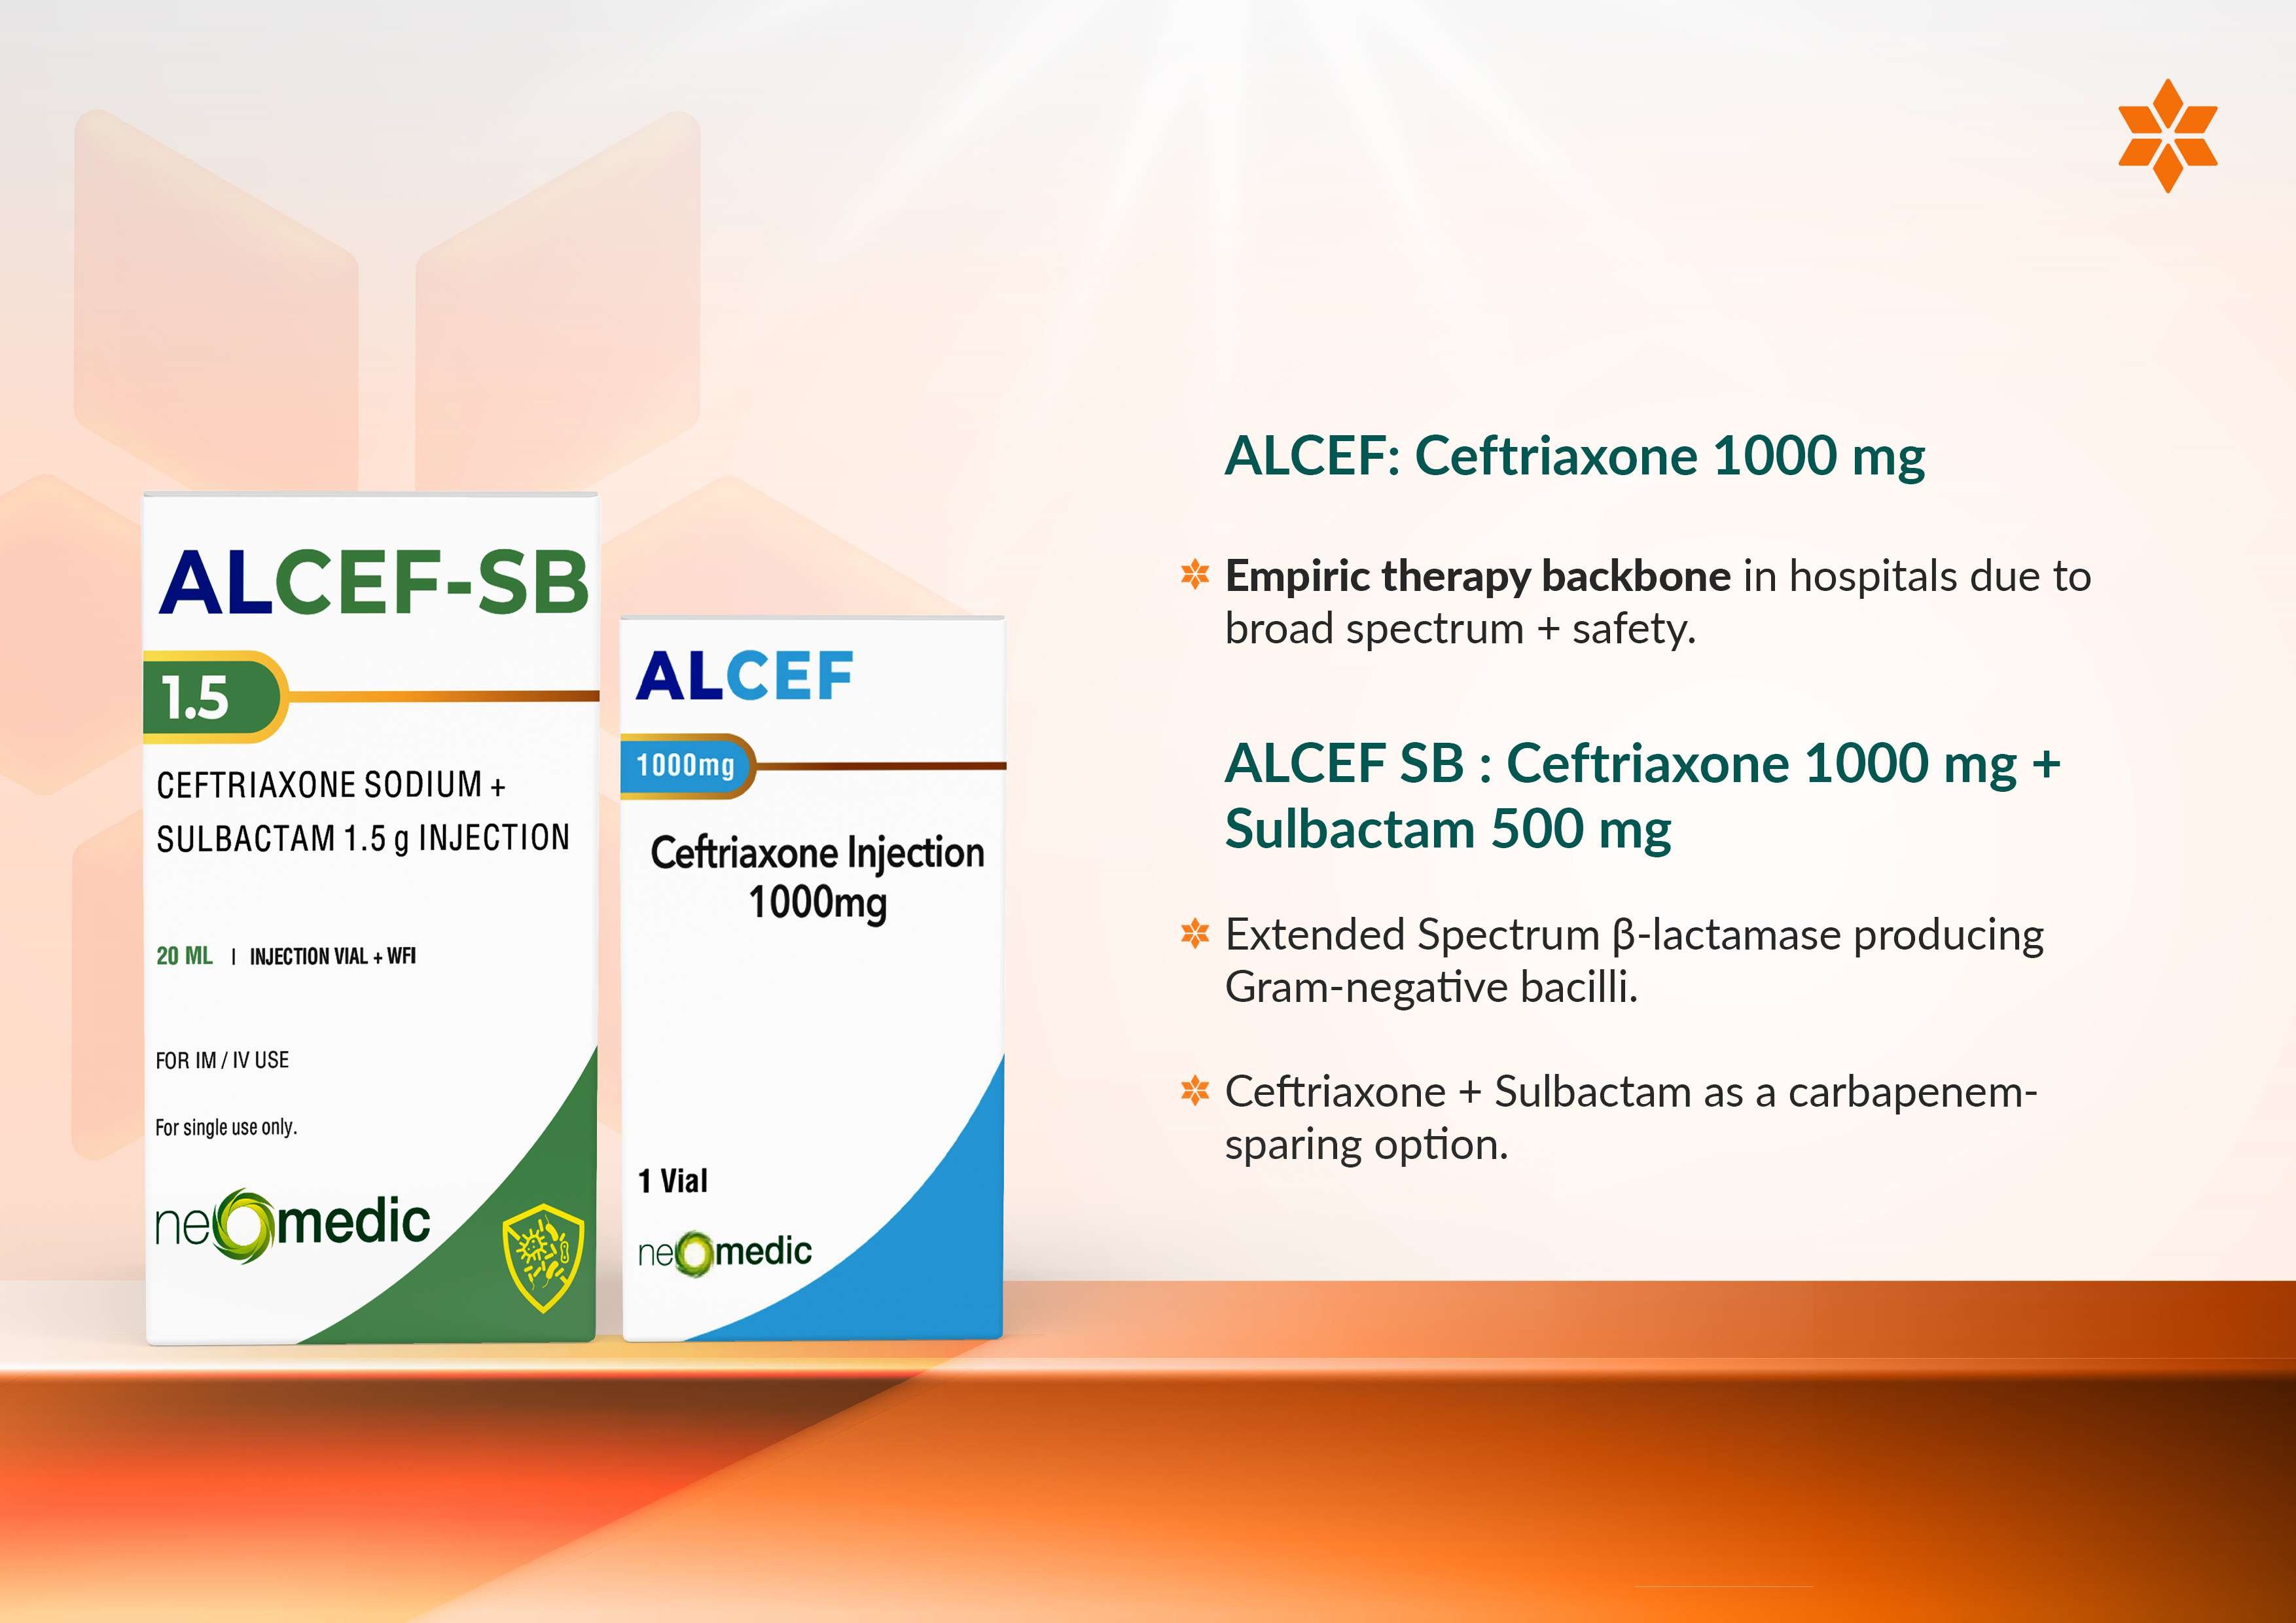 ALCEF-SB
1.5
CEFTRIAXONE SODIUM +
SULBACTAM 1.5 g INJECTION
20 ML | INJECTION VIAL + WFI
FOR IM / IV USE
For single use only.
neomedic
ALCEF
1000mg
Ceftriaxone Injection
1000mg
1 Vial
neomedic
ALCEF: Ceftriaxone 1000 mg
Empiric therapy backbone in hospitals due to
broad spectrum + safety.
ALCEF SB : Ceftriaxone 1000 mg +
Sulbactam 500 mg
Extended Spectrum β-lactamase producing
Gram-negative bacilli.
Ceftriaxone + Sulbactam as a carbapenem-
sparing option.